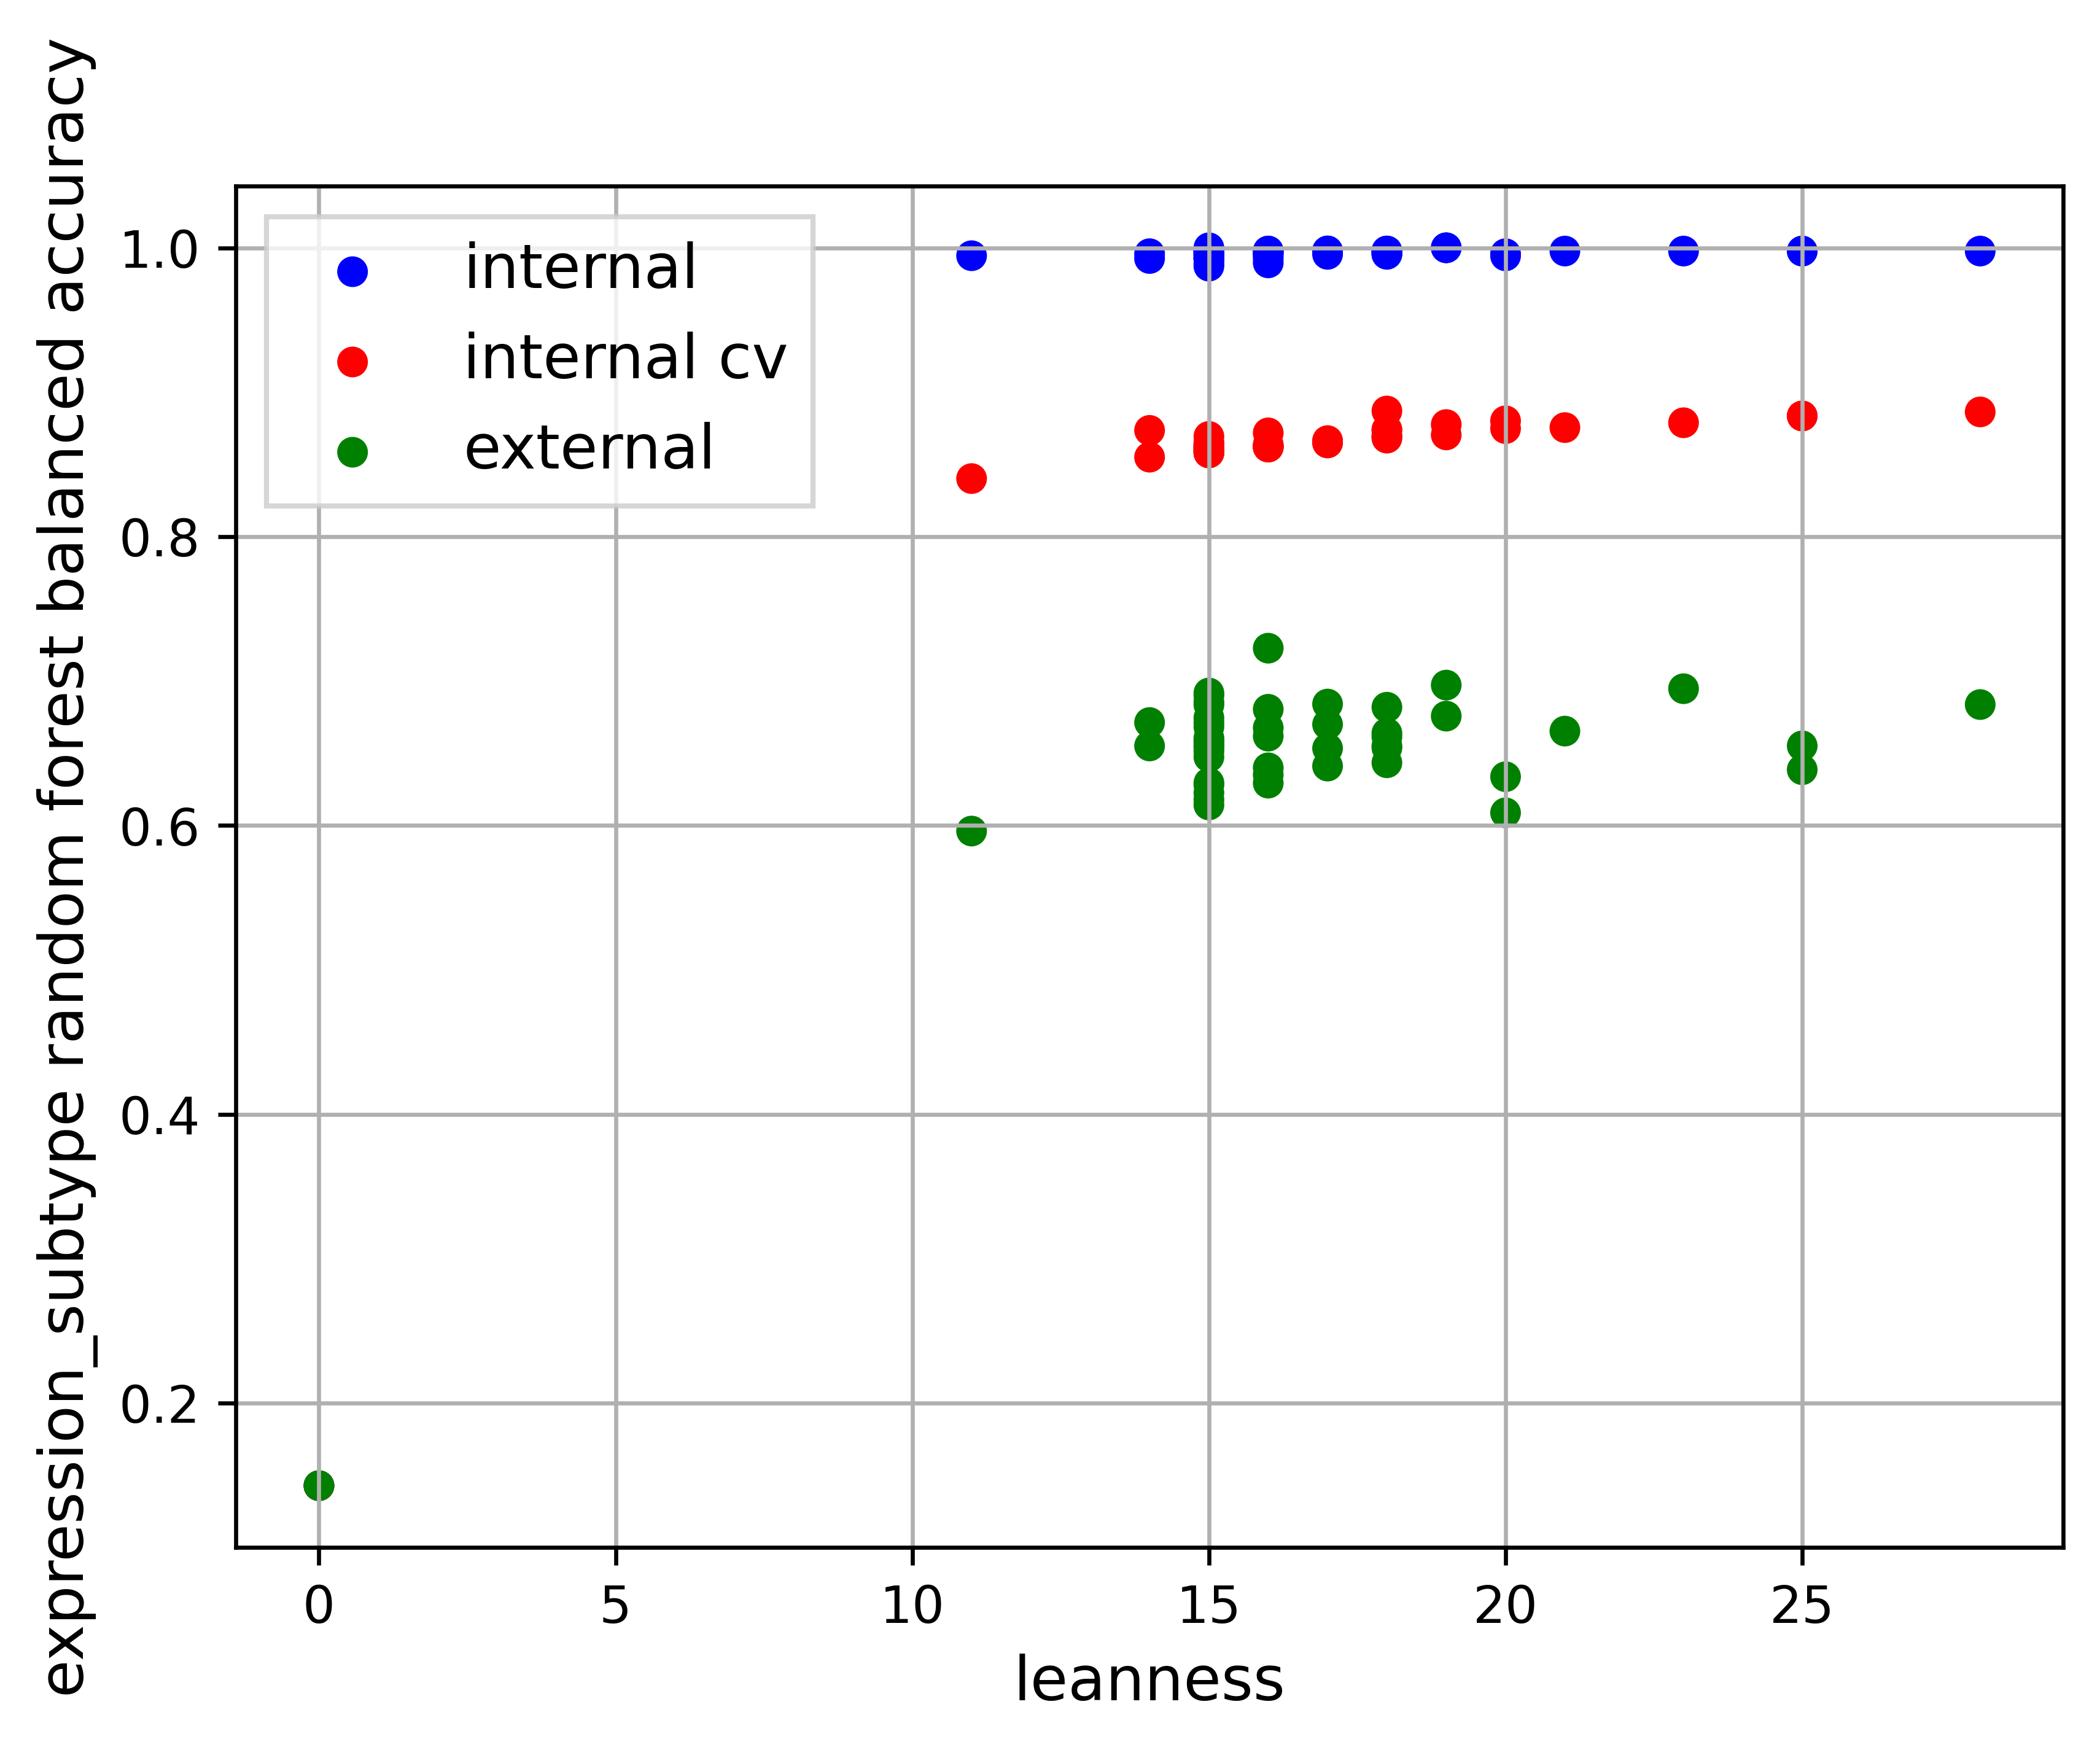 expression_subtype random forest balanced accuracy
1.0
0.8
0.6
0.4
0.2
internal
internal cv
external
0 5 10 15 20 25
leanness